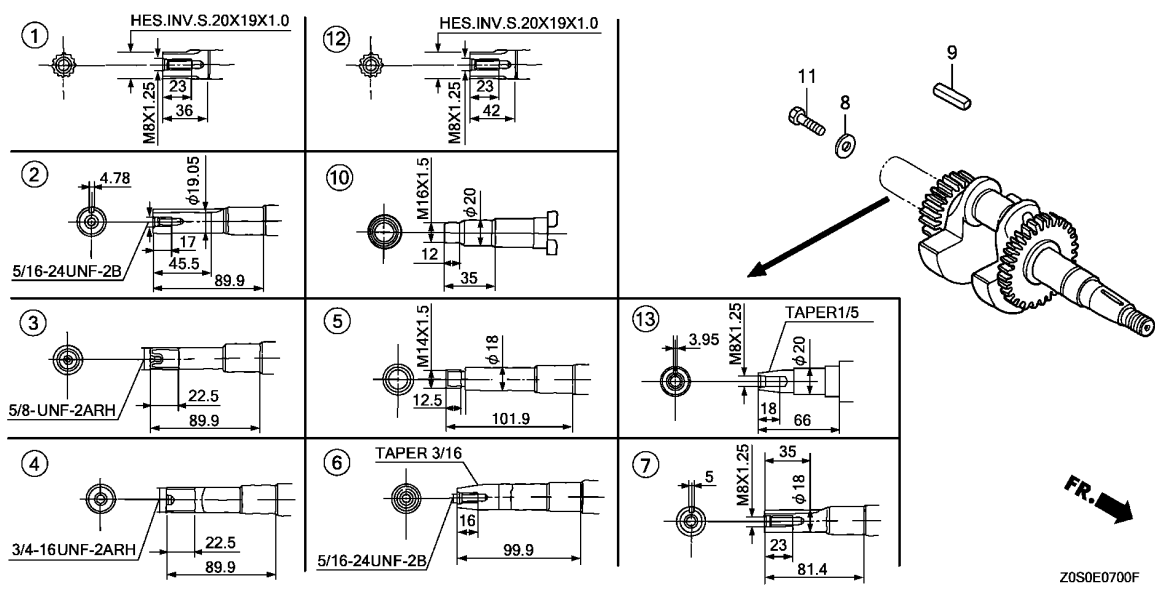 1
HES.INV.S.20X19X1.0
M8X1.25
23
36
12
HES.INV.S.20X19X1.0
M8X1.25
23
42
11
8
9
2
4.78
ϕ19.05
17
5/16-24UNF-2B
45.5
89.9
10
M16X1.5
ϕ20
12
35
3
5/8-UNF-2ARH
22.5
89.9
5
M14X1.5
ϕ18
12.5
101.9
13
TAPER1/5
3.95
M8X1.25
ϕ20
18
66
4
3/4-16UNF-2ARH
22.5
89.9
6
TAPER 3/16
16
5/16-24UNF-2B
99.9
7
5
M8X1.25
35
ϕ18
23
81.4
FR.
Z0S0E0700F